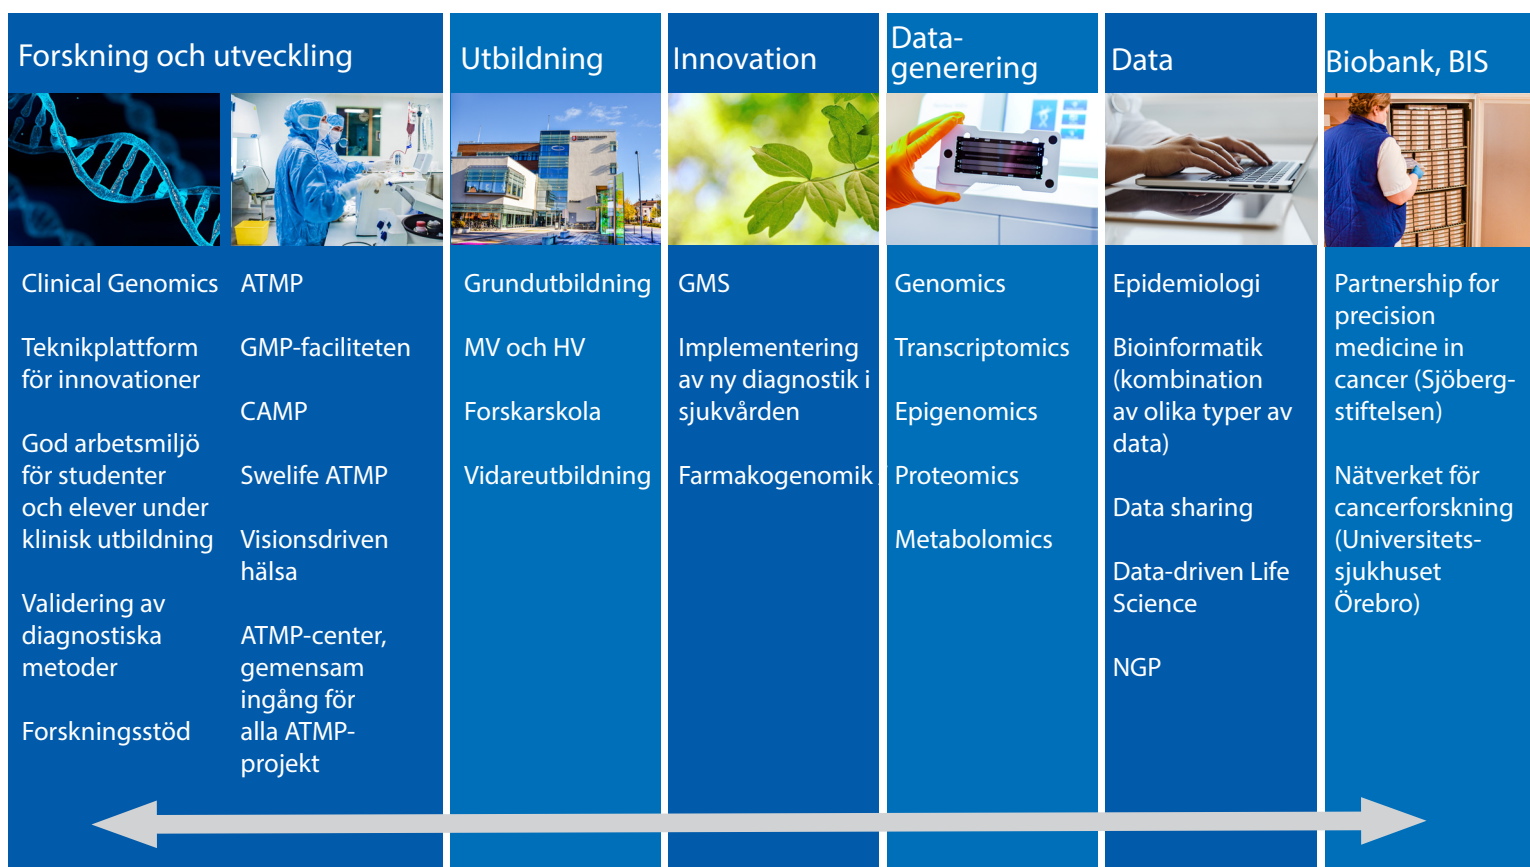 Forskning och utveckling
Clinical Genomics
Teknikplattform
för innovationer
God arbetsmiljö
för studenter
och elever under
klinisk utbildning
Validering av
diagnostiska
metoder
Forskningsstöd
ATMP
GMP-faciliteten
CAMP
Swelife ATMP
Visionsdriven
hälsa
ATMP-center,
gemensam
ingång för
alla ATMP-
projekt
Utbildning
Grundutbildning
MV och HV
Forskarskola
Vidareutbildning
Innovation
GMS
Implementering
av ny diagnostik i
sjukvården
Farmakogenomik
Data-
generering
Genomics
Transcriptomics
Epigenomics
Proteomics
Metabolomics
Data
Epidemiologi
Bioinformatik
(kombination
av olika typer av
data)
Data sharing
Data-driven Life
Science
NGP
Biobank, BIS
Partnership for
precision
medicine in
cancer (Sjöberg-
stiftelsen)
Nätverket för
cancerforskning
(Universitets-
sjukhuset
Örebro)